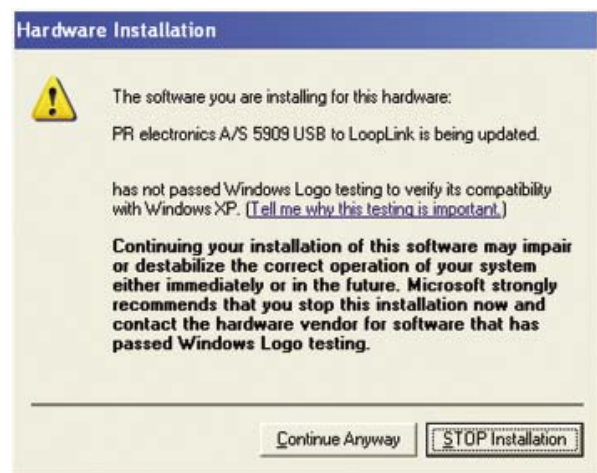 Hardware Installation
The software you are installing for this hardware:
PR electronics A/S 5909 USB to LoopLink is being updated.
has not passed Windows Logo testing to verify its compatibility
with Windows XP. (Tell me why this testing is important.)
Continuing your installation of this software may impair
or destabilize the correct operation of your system
either immediately or in the future. Microsoft strongly
recommends that you stop this installation now and
contact the hardware vendor for software that has
passed Windows Logo testing.
Continue Anyway STOP Installation